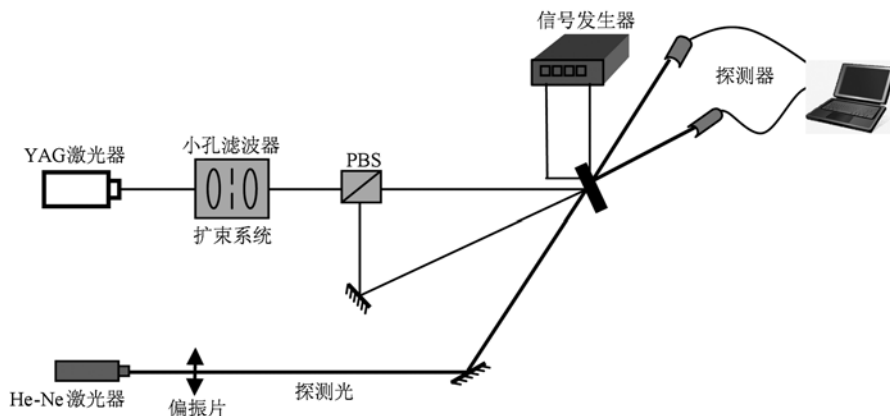 信号发生器
探测器
YAG激光器
小孔滤波器
PBS
扩束系统
He-Ne激光器
偏振片
探测光